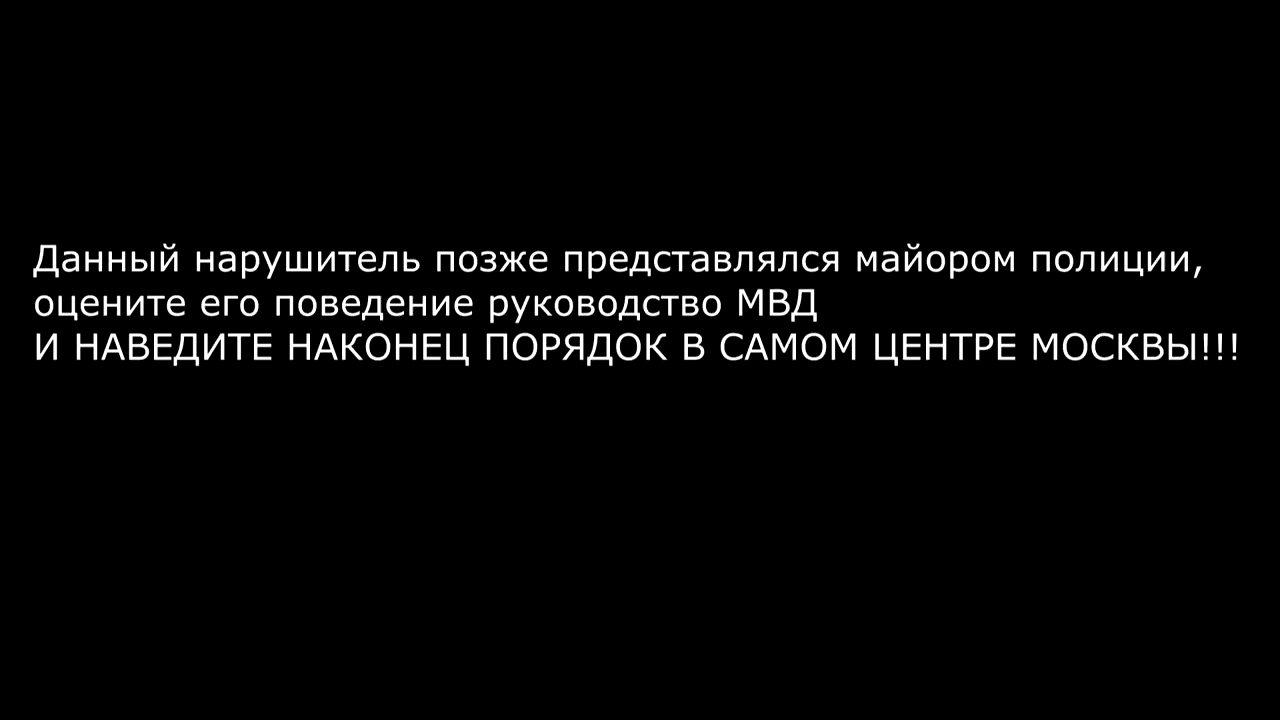 Данный нарушитель позже представлялся майором полиции,
оцените его поведение руководство МВД
И НАВЕДИТЕ НАКОНЕЦ ПОРЯДОК В САМОМ ЦЕНТРЕ МОСКВЫ!!!